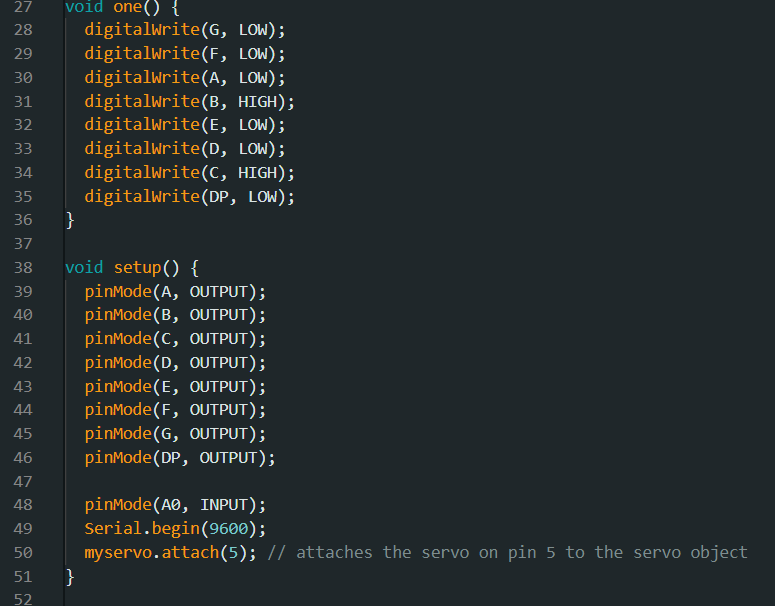 27 void one() {
28 digitalWrite(G, LOW);
29 digitalWrite(F, LOW);
30 digitalWrite(A, LOW);
31 digitalWrite(B, HIGH);
32 digitalWrite(E, LOW);
33 digitalWrite(D, LOW);
34 digitalWrite(C, HIGH);
35 digitalWrite(DP, LOW);
36 }
37
38 void setup() {
39 pinMode(A, OUTPUT);
40 pinMode(B, OUTPUT);
41 pinMode(C, OUTPUT);
42 pinMode(D, OUTPUT);
43 pinMode(E, OUTPUT);
44 pinMode(F, OUTPUT);
45 pinMode(G, OUTPUT);
46 pinMode(DP, OUTPUT);
47
48 pinMode(A0, INPUT);
49 Serial.begin(9600);
50 myservo.attach(5); // attaches the servo on pin 5 to the servo object
51 }
52